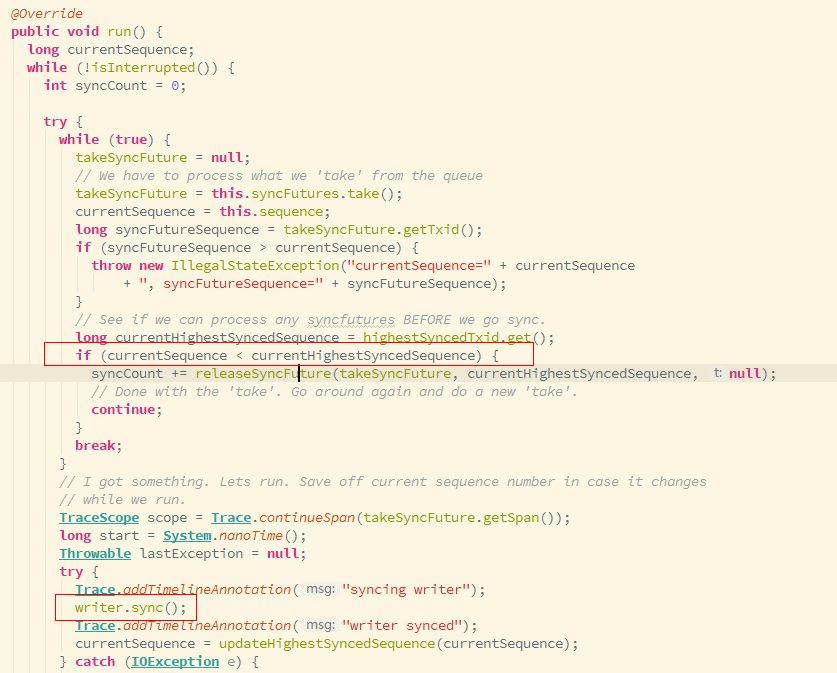 @Override
public void run() {
long currentSequence;
while (!isInterrupted()) {
int syncCount = 0;
try {
while (true) {
takeSyncFuture = null;
// We have to process what we 'take' from the queue
takeSyncFuture = this.syncFutures.take();
currentSequence = this.sequence;
long syncFutureSequence = takeSyncFuture.getTxid();
if (syncFutureSequence > currentSequence) {
throw new IllegalStateException("currentSequence=" + currentSequence
+ ", syncFutureSequence=" + syncFutureSequence);
}
// See if we can process any syncfutures BEFORE we go sync.
long currentHighestSyncedSequence = highestSyncedTxid.get();
if (currentSequence < currentHighestSyncedSequence) {
syncCount += releaseSyncFuture(takeSyncFuture, currentHighestSyncedSequence, t: null);
// Done with the 'take'. Go around again and do a new 'take'.
continue;
}
break;
}
// I got something. Lets run. Save off current sequence number in case it changes
// while we run.
TraceScope scope = Trace.continueSpan(takeSyncFuture.getSpan());
long start = System.nanoTime();
Throwable lastException = null;
try {
Trace.addTimelineAnnotation( msg: "syncing writer");
writer.sync();
Trace.addTimelineAnnotation( msg: "writer synced");
currentSequence = updateHighestSyncedSequence(currentSequence);
} catch (IOException e) {